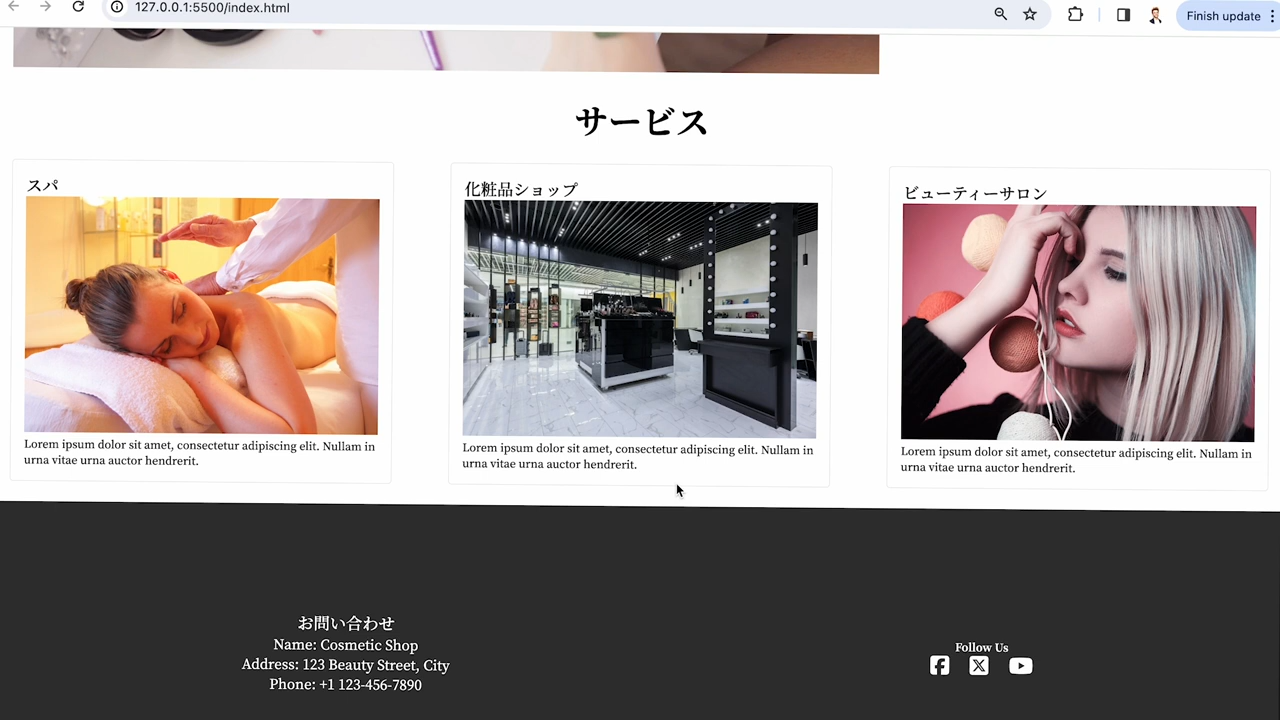 127.0.0.1:5500/index.html
Finish update
サービス
スパ
Lorem ipsum dolor sit amet, consectetur adipiscing elit. Nullam in
urna vitae urna auctor hendrerit.
化粧品ショップ
Lorem ipsum dolor sit amet, consectetur adipiscing elit. Nullam in
urna vitae urna auctor hendrerit.
ビューティーサロン
Lorem ipsum dolor sit amet, consectetur adipiscing elit. Nullam in
urna vitae urna auctor hendrerit.
お問い合わせ
Name: Cosmetic Shop
Address: 123 Beauty Street, City
Phone: +1 123-456-7890
Follow Us